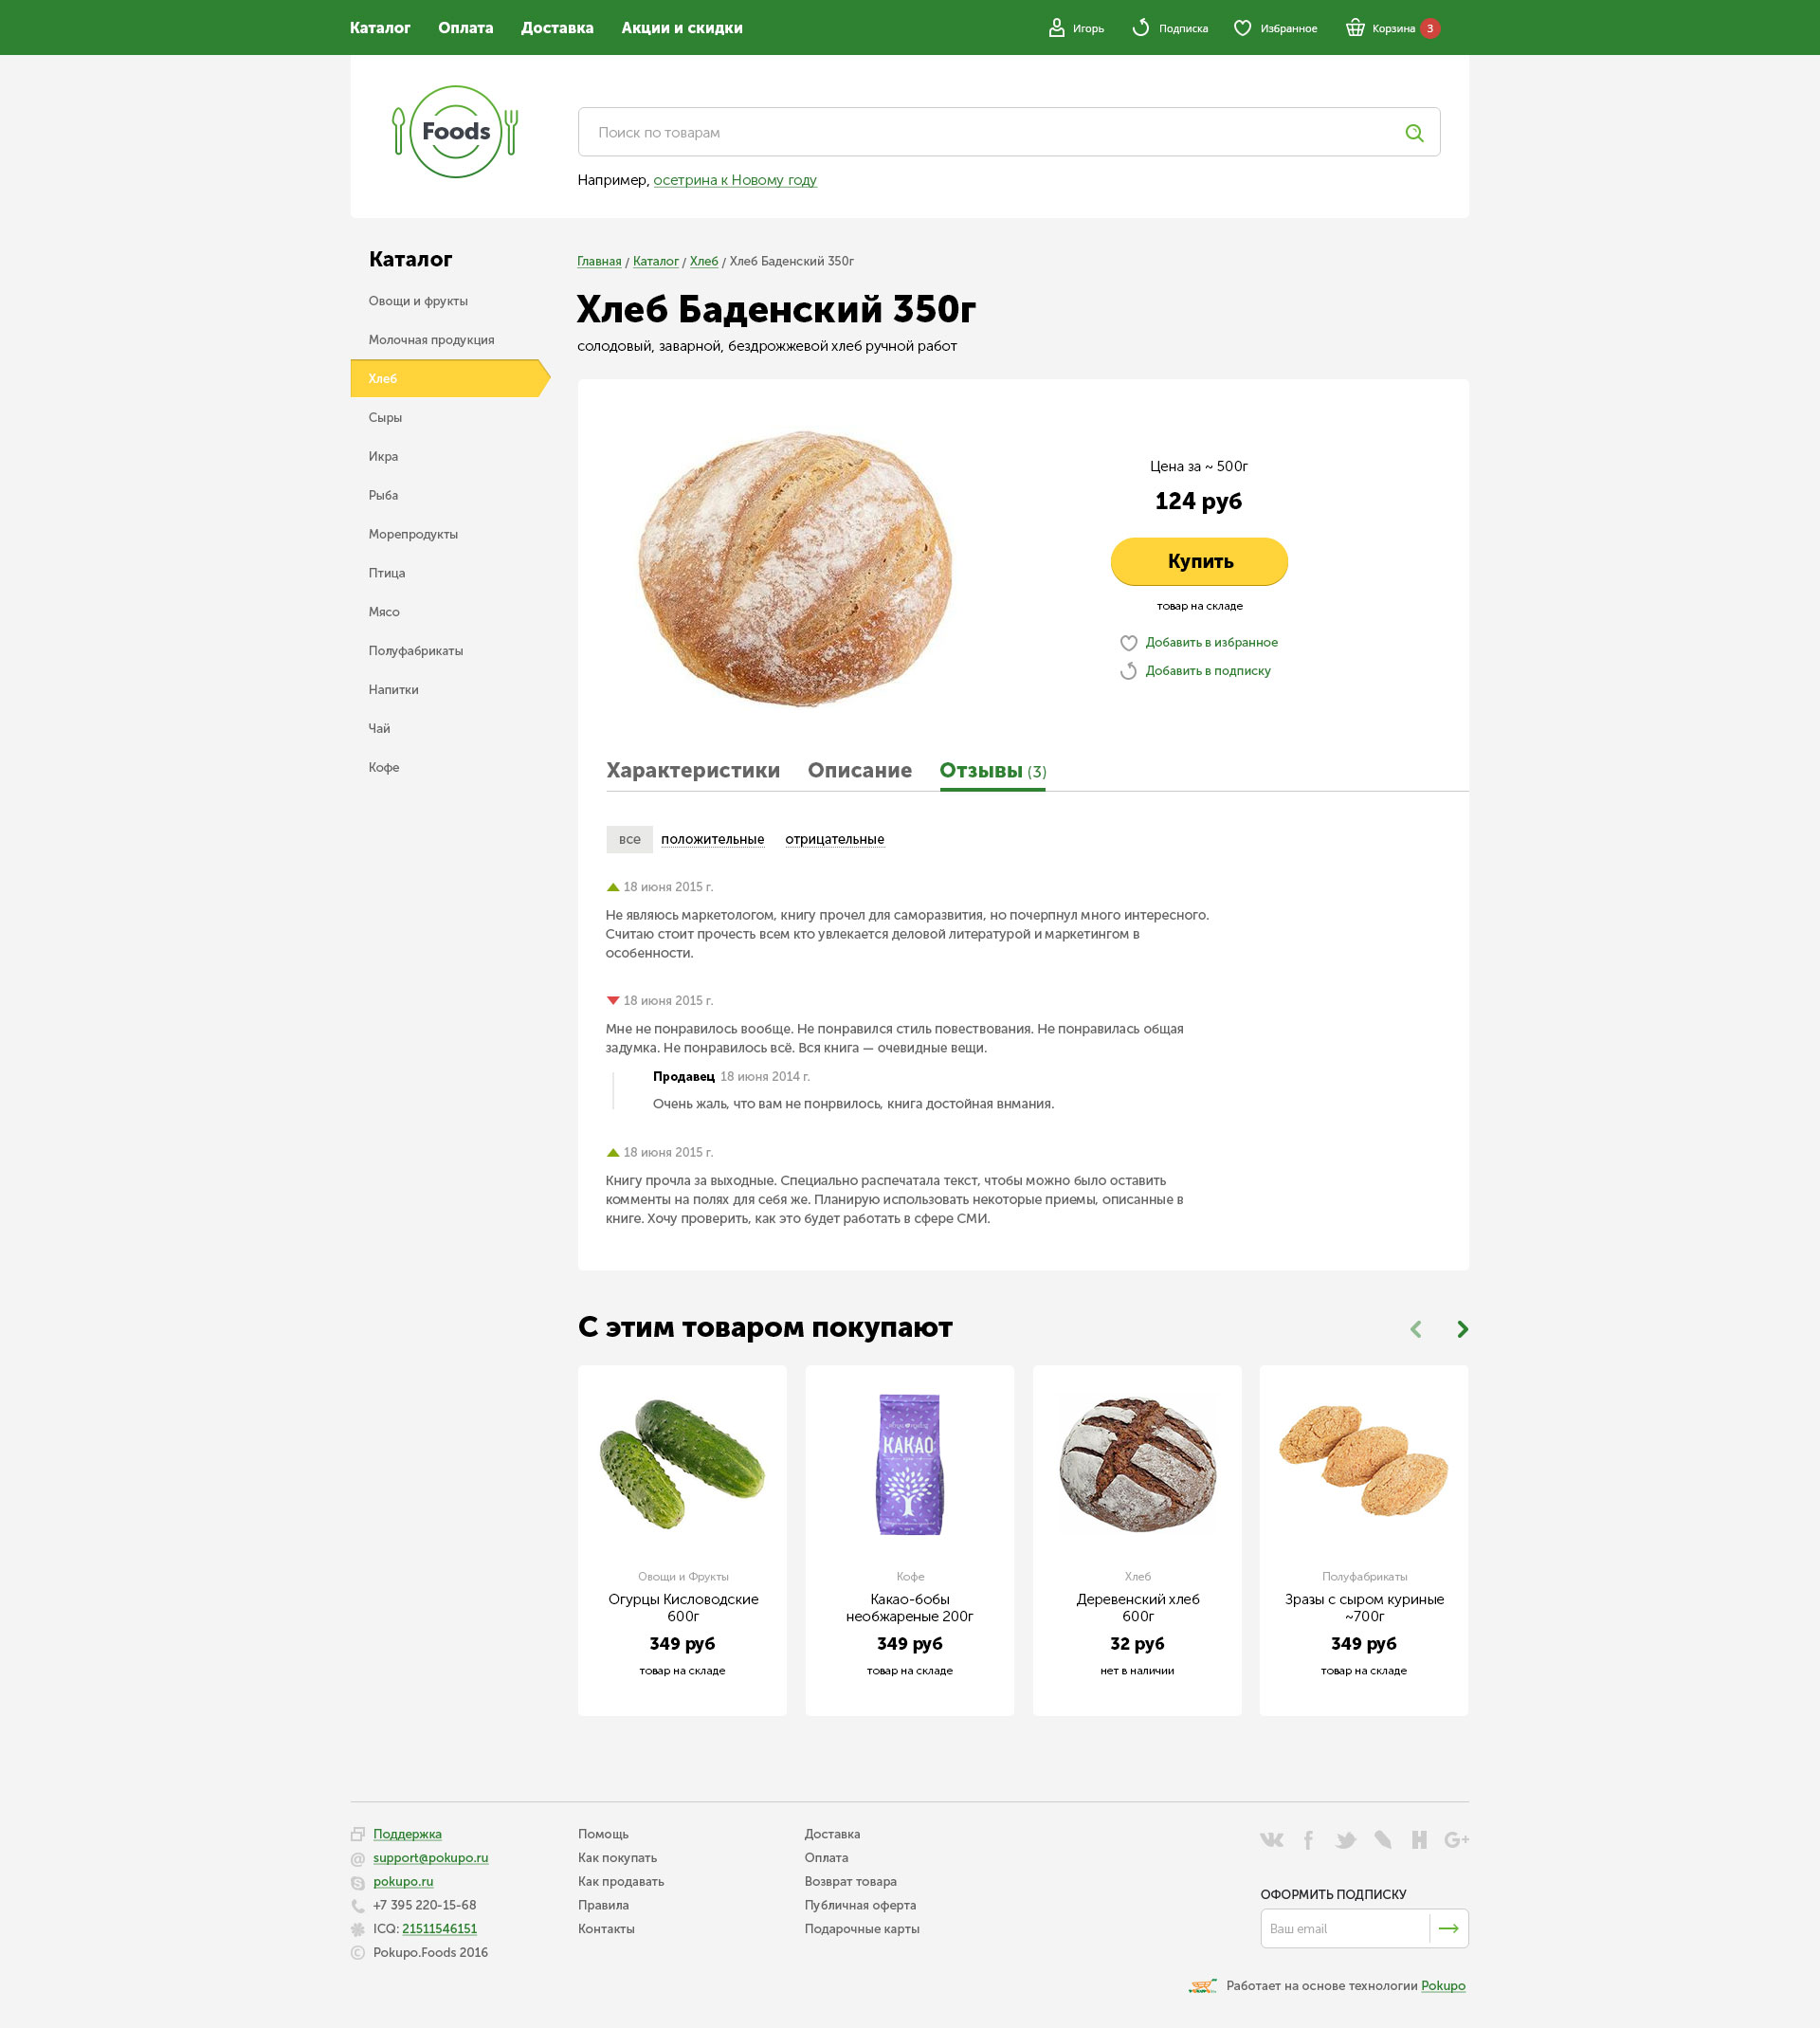 Каталог Оплата Доставка Акции и скидки Игорь Подписка Избранное Корзина 3
Foods
Поиск по товарам
Например, осетрина к Новому году
Каталог
Овощи и фрукты
Молочная продукция
Хлеб
Сыры
Икра
Рыба
Морепродукты
Птица
Мясо
Полуфабрикаты
Напитки
Чай
Кофе
Главная / Каталог / Хлеб / Хлеб Баденский 350г
Хлеб Баденский 350г
солодовый, заварной, бездрожжевой хлеб ручной работ
Цена за ~ 500г
124 руб
Купить
товар на складе
Добавить в избранное
Добавить в подписку
Характеристики Описание Отзывы (3)
все положительные отрицательные
18 июня 2015 г.
Не являюсь маркетологом, книгу прочел для саморазвития, но почерпнул много интересного.
Считаю стоит прочесть всем кто увлекается деловой литературой и маркетингом в
особенности.
18 июня 2015 г.
Мне не понравилось вообще. Не понравился стиль повествования. Не понравилась общая
задумка. Не понравилось всё. Вся книга — очевидные вещи.
Продавец 18 июня 2014 г.
Очень жаль, что вам не понрвилось, книга достойная внмания.
18 июня 2015 г.
Книгу прочла за выходные. Специально распечатала текст, чтобы можно было оставить
комменты на полях для себя же. Планирую использовать некоторые приемы, описанные в
книге. Хочу проверить, как это будет работать в сфере СМИ.
С этим товаром покупают
Овощи и Фрукты
Огурцы Кисловодские
600г
349 руб
товар на складе
КАКАО
Кофе
Какао-бобы
необжареные 200г
349 руб
товар на складе
Хлеб
Деревенский хлеб
600г
32 руб
нет в наличии
Полуфабрикаты
Зразы с сыром куриные
~700г
349 руб
товар на складе
Поддержка
support@pokupo.ru
pokupo.ru
+7 395 220-15-68
ICQ: 21511546151
© Pokupo.Foods 2016
Помощь
Как покупать
Как продавать
Правила
Контакты
Доставка
Оплата
Возврат товара
Публичная оферта
Подарочные карты
ОФОРМИТЬ ПОДПИСКУ
Ваш email
Работает на основе технологии Pokupo